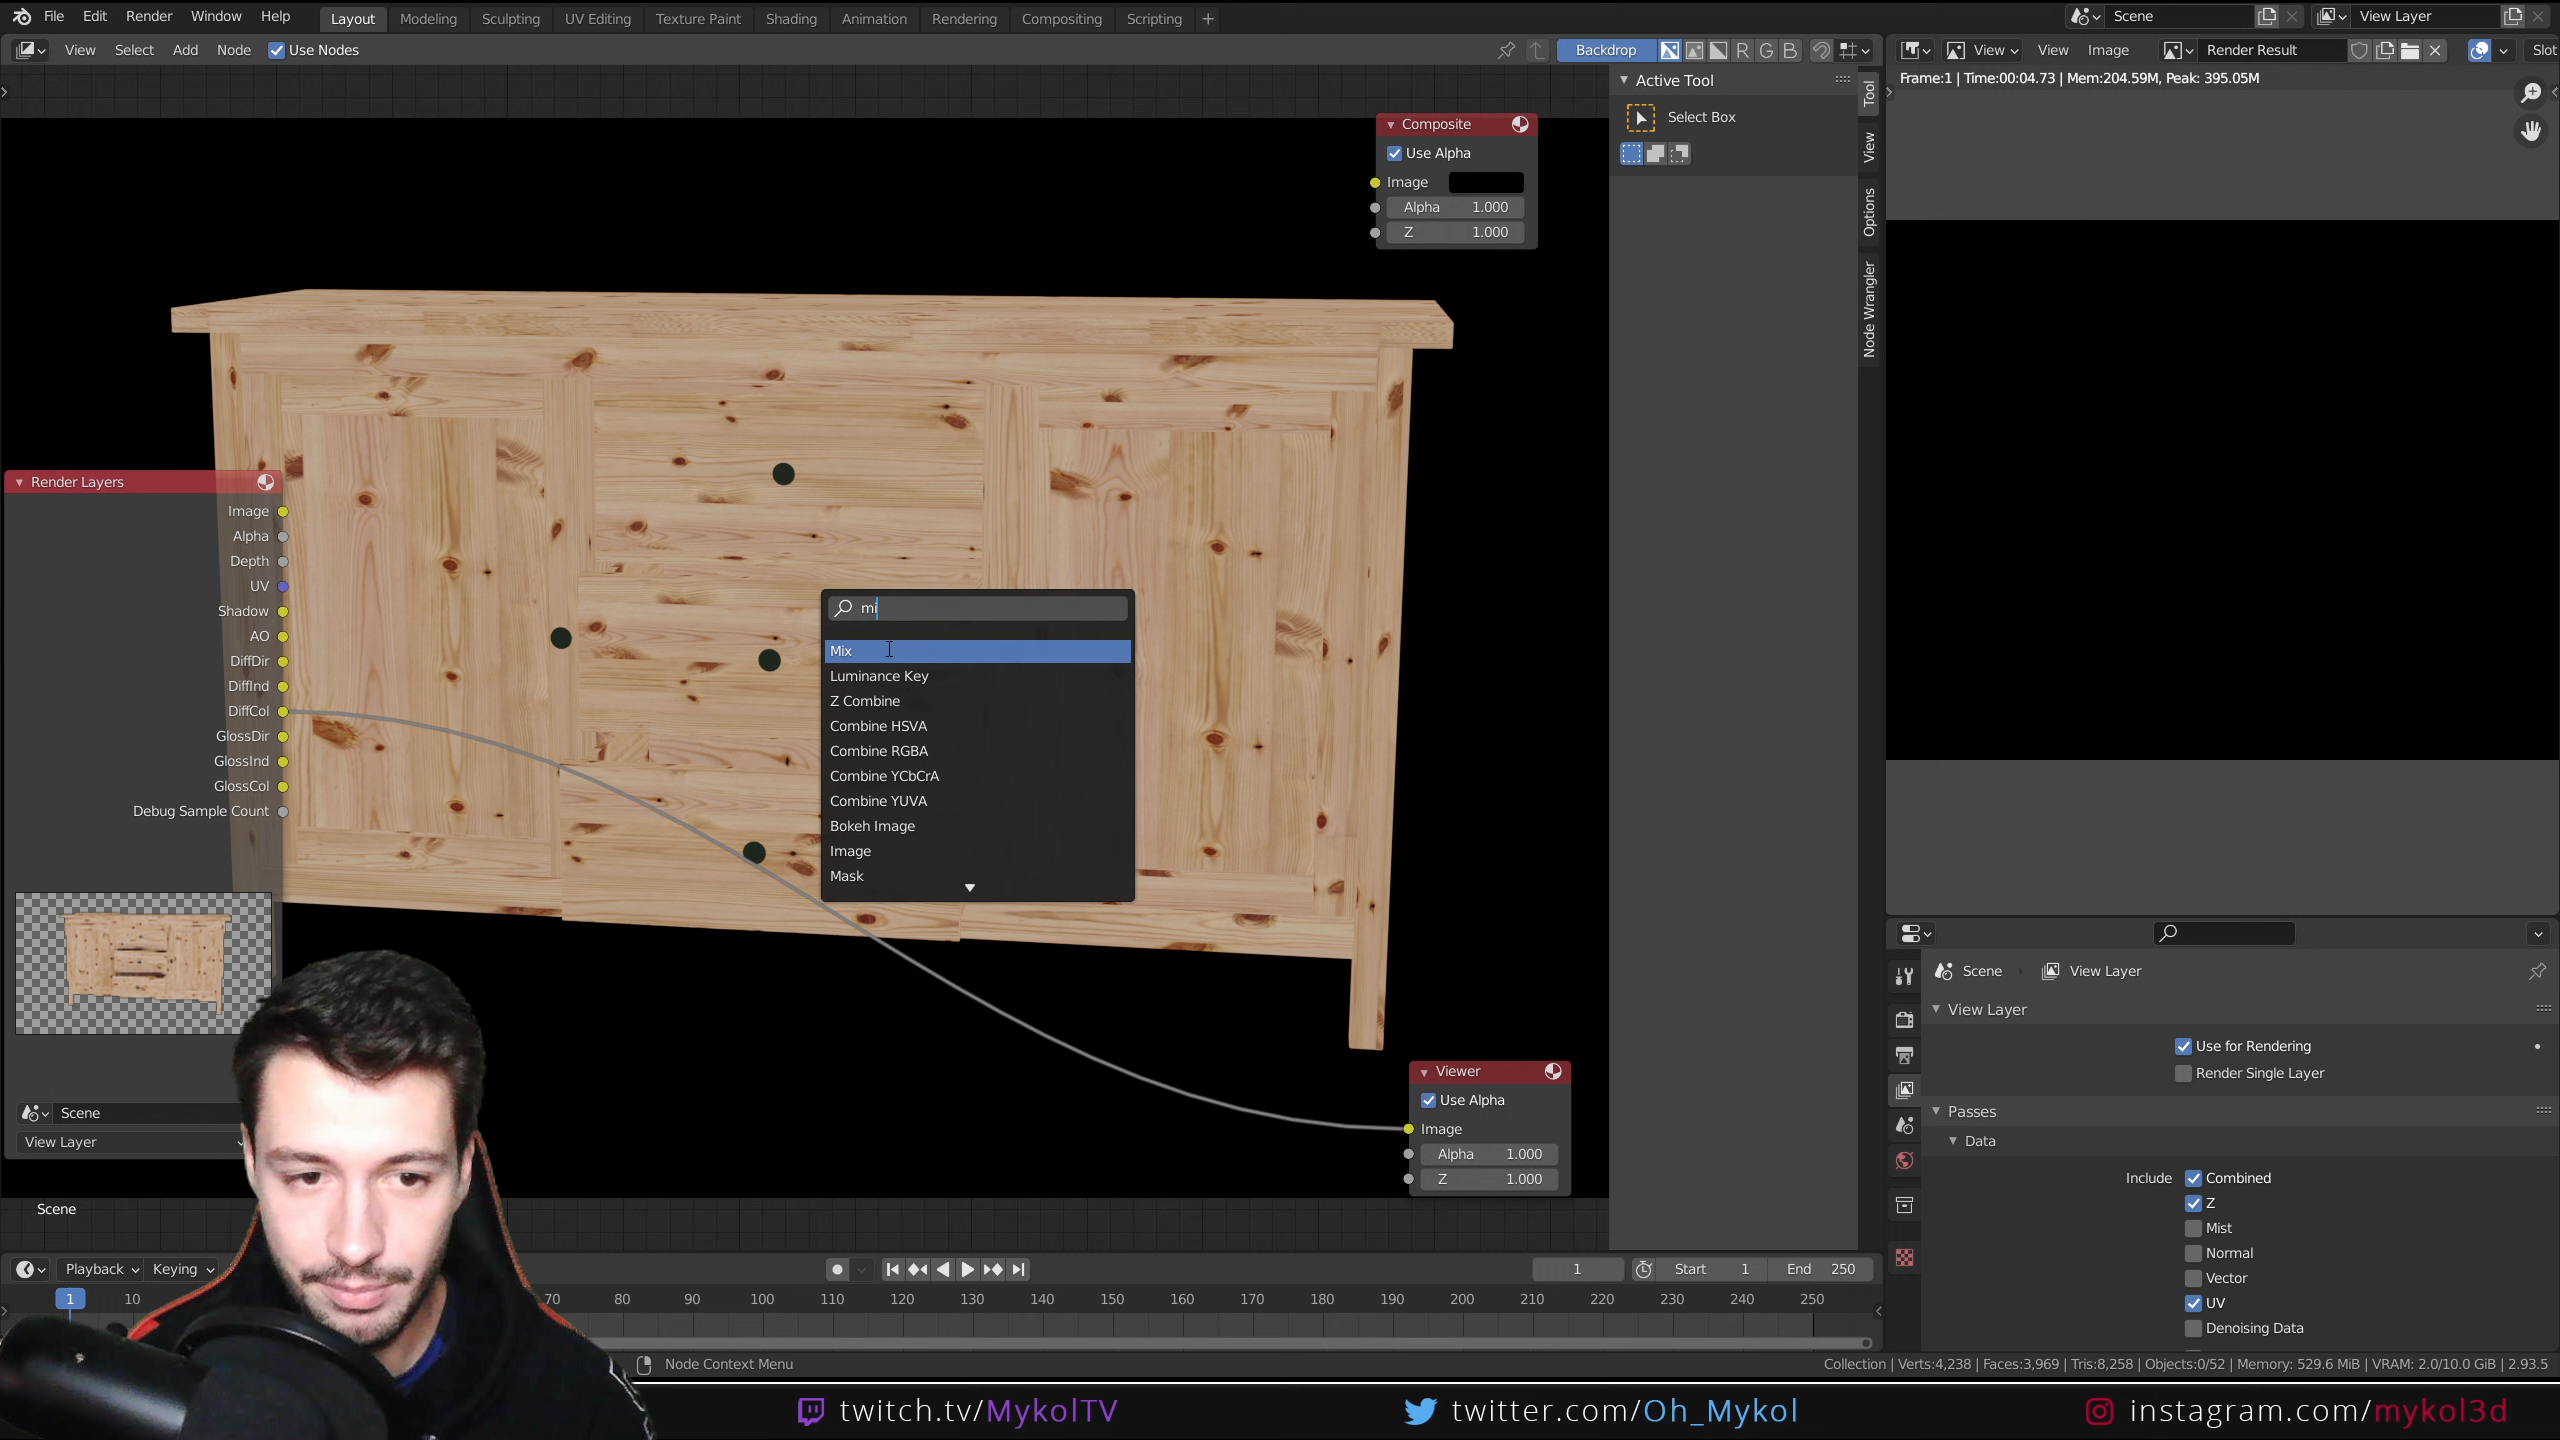 File Edit Render Window Help Layout Modeling Sculpting UV Editing Texture Paint Shading Animation Rendering Compositing Scripting + Scene View Layer
View Select Add Node Use Nodes Backdrop R G B View View Image Render Result Slot
Frame:1 | Time:00:04.73 | Mem:204.59M, Peak: 395.05M
Active Tool
Select Box
Tool
View
Options
Node Wrangler
Composite
Use Alpha
Image
Alpha 1.000
Z 1.000
Render Layers
Image
Alpha
Depth
UV
Shadow
AO
DiffDir
DiffInd
DiffCol
GlossDir
GlossInd
GlossCol
Debug Sample Count
Scene
View Layer
mi
Mix
Luminance Key
Z Combine
Combine HSVA
Combine RGBA
Combine YCbCrA
Combine YUVA
Bokeh Image
Image
Mask
Viewer
Use Alpha
Image
Alpha 1.000
Z 1.000
Scene
Scene View Layer
View Layer
Use for Rendering
Render Single Layer
Passes
Data
Include Combined
Z
Mist
Normal
Vector
UV
Denoising Data
Playback Keying 1 Start 1 End 250
1 10 70 80 90 100 110 120 130 140 150 160 170 180 190 200 210 220 230 240 250
Node Context Menu
Collection | Verts:4,238 | Faces:3,969 | Tris:8,258 | Objects:0/52 | Memory: 529.6 MiB | VRAM: 2.0/10.0 GiB | 2.93.5
twitch.tv/MykolTV twitter.com/Oh_Mykol instagram.com/mykol3d